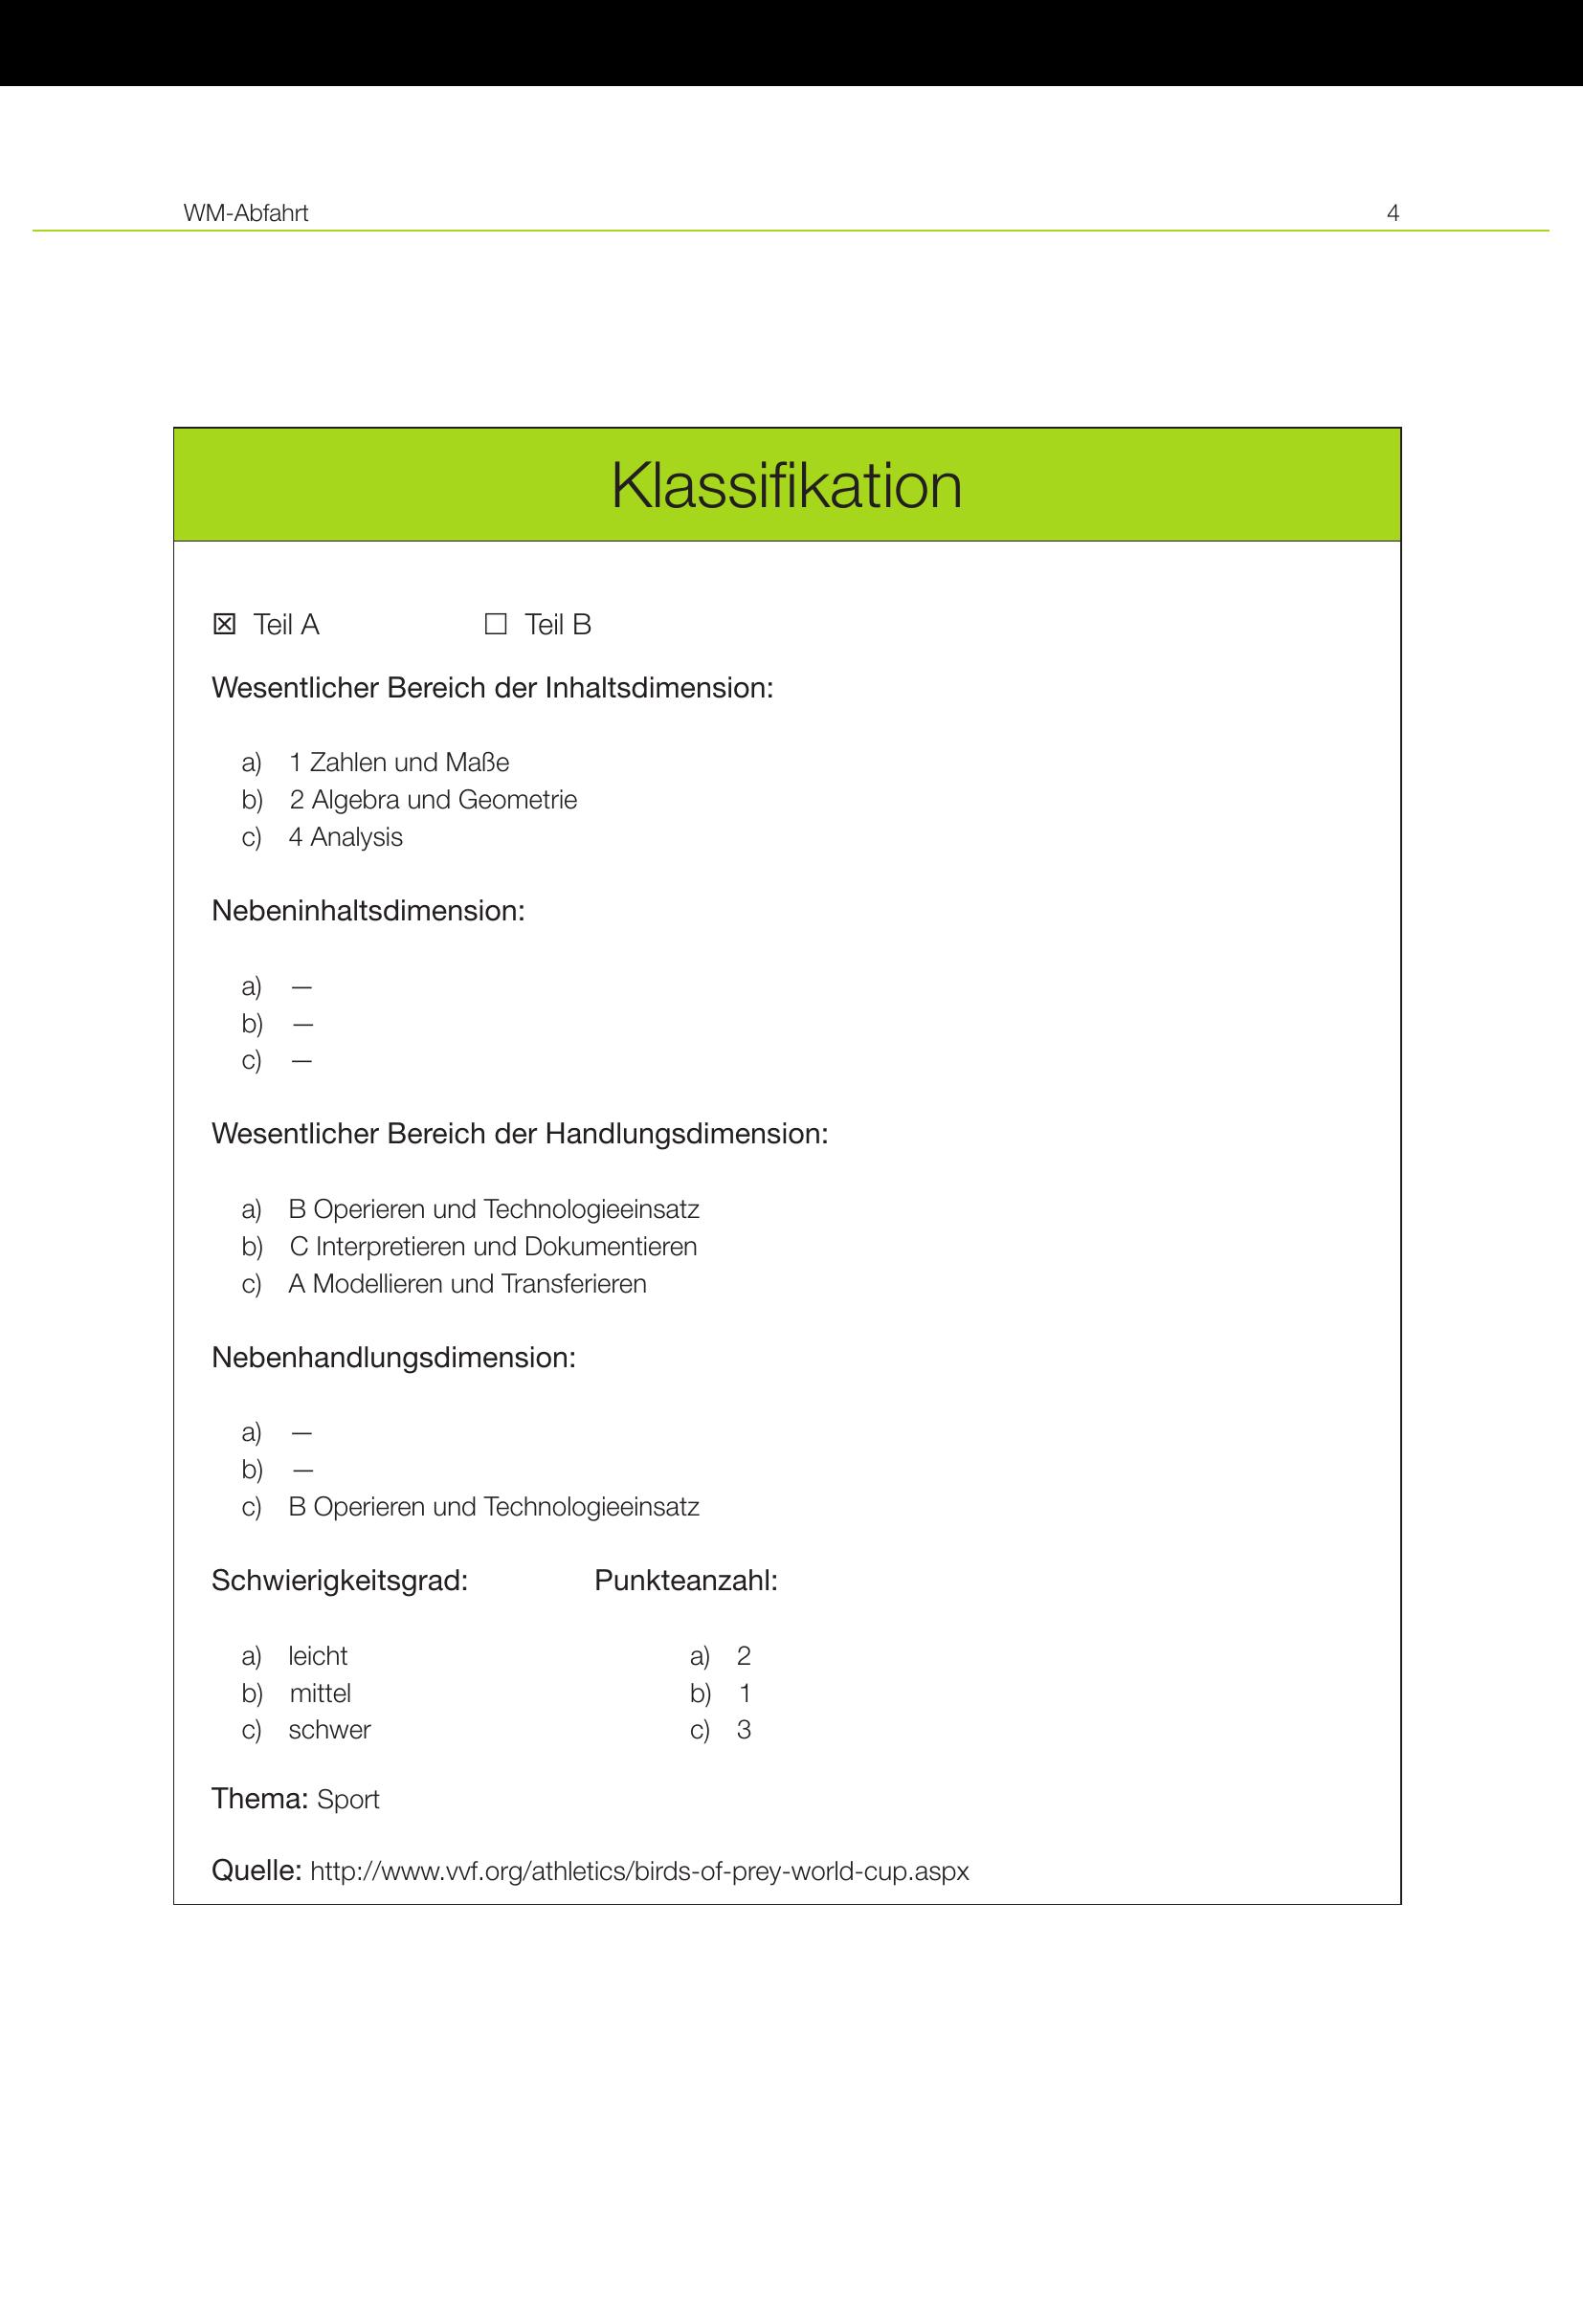 WM-Abfahrt 4
Klassifikation
☒ Teil A ☐ Teil B
Wesentlicher Bereich der Inhaltsdimension:
a) 1 Zahlen und Maße
b) 2 Algebra und Geometrie
c) 4 Analysis
Nebeninhaltsdimension:
a) —
b) —
c) —
Wesentlicher Bereich der Handlungsdimension:
a) B Operieren und Technologieeinsatz
b) C Interpretieren und Dokumentieren
c) A Modellieren und Transferieren
Nebenhandlungsdimension:
a) —
b) —
c) B Operieren und Technologieeinsatz
Schwierigkeitsgrad: Punkteanzahl:
a) leicht a) 2
b) mittel b) 1
c) schwer c) 3
Thema: Sport
Quelle: http://www.vvf.org/athletics/birds-of-prey-world-cup.aspx